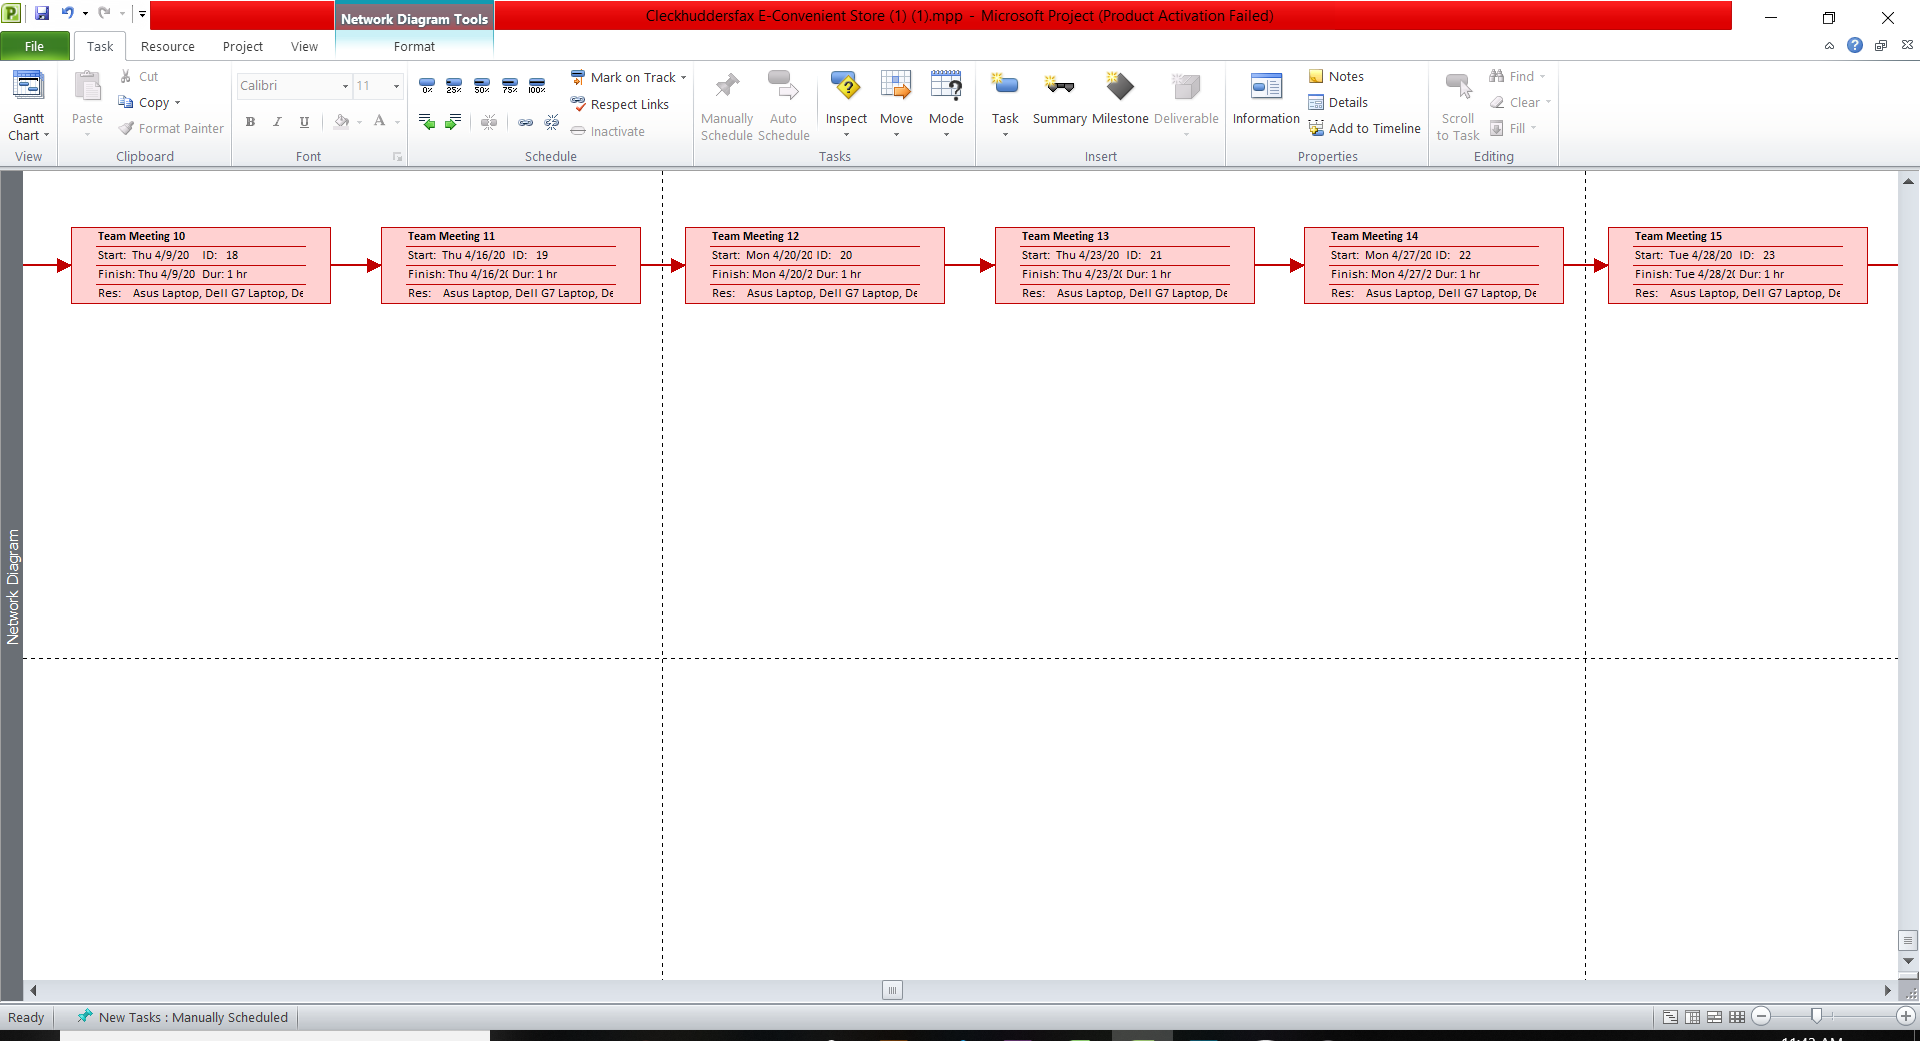 Cleckhuddersfax E-Convenient Store (1) (1).mpp - Microsoft Project (Product Activation Failed)
Network Diagram Tools
File Task Resource Project View Format
Gantt Chart
View
Paste
Cut
Copy
Format Painter
Clipboard
Calibri 11
B I U A
Font
0% 25% 50% 75% 100%
Mark on Track
Respect Links
Inactivate
Schedule
Manually Schedule
Auto Schedule
Inspect
Move
Mode
Tasks
Task
Summary
Milestone
Deliverable
Insert
Information
Notes
Details
Add to Timeline
Properties
Scroll to Task
Find
Clear
Fill
Editing
Network Diagram
Team Meeting 10
Start: Thu 4/9/20 ID: 18
Finish: Thu 4/9/20 Dur: 1 hr
Res: Asus Laptop, Dell G7 Laptop, De
Team Meeting 11
Start: Thu 4/16/20 ID: 19
Finish: Thu 4/16/20 Dur: 1 hr
Res: Asus Laptop, Dell G7 Laptop, De
Team Meeting 12
Start: Mon 4/20/20 ID: 20
Finish: Mon 4/20/2 Dur: 1 hr
Res: Asus Laptop, Dell G7 Laptop, De
Team Meeting 13
Start: Thu 4/23/20 ID: 21
Finish: Thu 4/23/20 Dur: 1 hr
Res: Asus Laptop, Dell G7 Laptop, De
Team Meeting 14
Start: Mon 4/27/20 ID: 22
Finish: Mon 4/27/2 Dur: 1 hr
Res: Asus Laptop, Dell G7 Laptop, De
Team Meeting 15
Start: Tue 4/28/20 ID: 23
Finish: Tue 4/28/20 Dur: 1 hr
Res: Asus Laptop, Dell G7 Laptop, De
Ready
New Tasks : Manually Scheduled